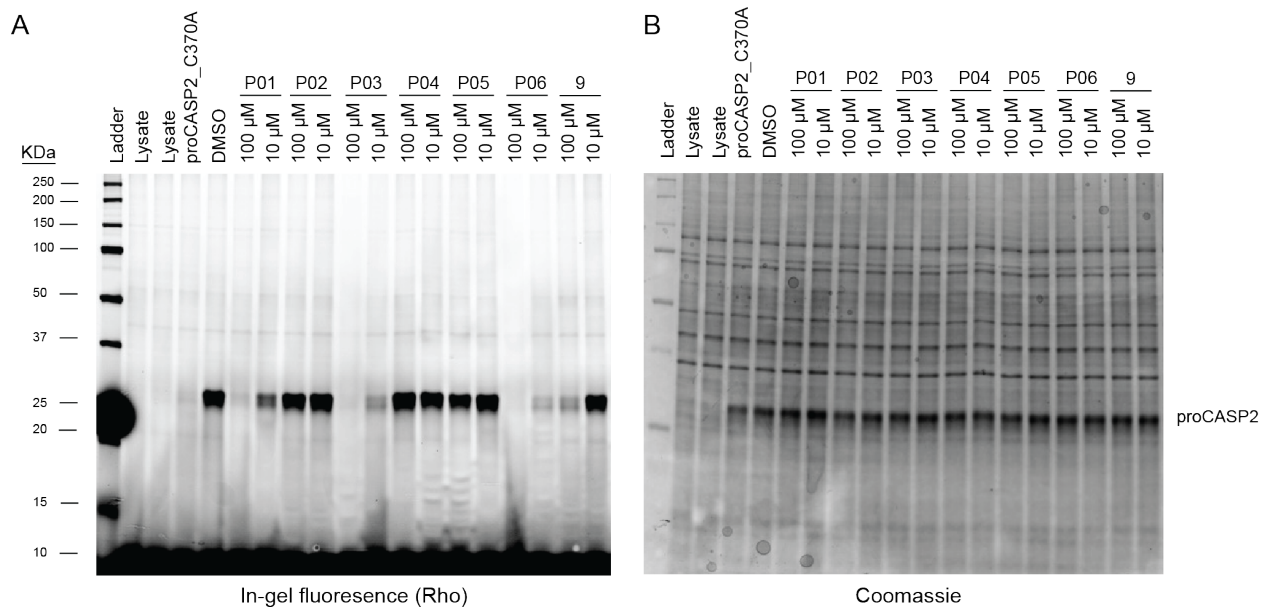 A
KDa
Ladder
Lysate
Lysate
proCASP2_C370A
DMSO
P01
100 µM
10 µM
P02
100 µM
10 µM
P03
100 µM
10 µM
P04
100 µM
10 µM
P05
100 µM
10 µM
P06
100 µM
10 µM
9
100 µM
10 µM
250
200
150
100
50
37
25
20
15
10
In-gel fluoresence (Rho)
B
Ladder
Lysate
Lysate
proCASP2_C370A
DMSO
P01
100 µM
10 µM
P02
100 µM
10 µM
P03
100 µM
10 µM
P04
100 µM
10 µM
P05
100 µM
10 µM
P06
100 µM
10 µM
9
100 µM
10 µM
proCASP2
Coomassie